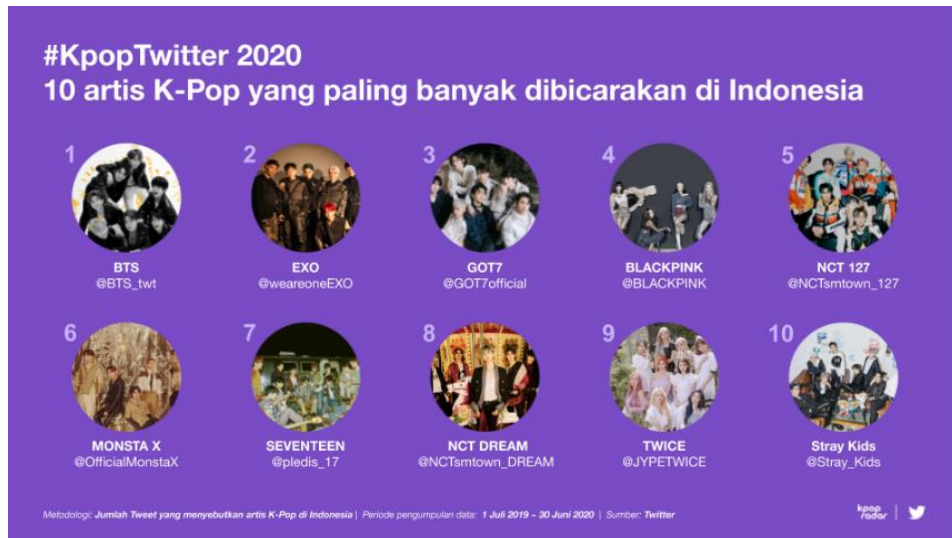 #KpopTwitter 2020
10 artis K-Pop yang paling banyak dibicarakan di Indonesia
1
2
3
4
5
BTS
EXO
GOT7
BLACKPINK
NCT 127
@BTS_twt
@weareoneEXO
@GOT7official
@BLACKPINK
@NCTsmtown_127
6
7
8
9
10
MONSTA X
SEVENTEEN
NCT DREAM
TWICE
Stray Kids
@OfficialMonstaX
@pledis_17
@NCTsmtown_DREAM
@JYPETWICE
@Stray_Kids
Metodologi: Jumlah Tweet yang menyebutkan artis K-Pop di Indonesia | Periode pengumpulan data: 1 Juli 2019 – 30 Juni 2020 | Sumber: Twitter
kpop
radar